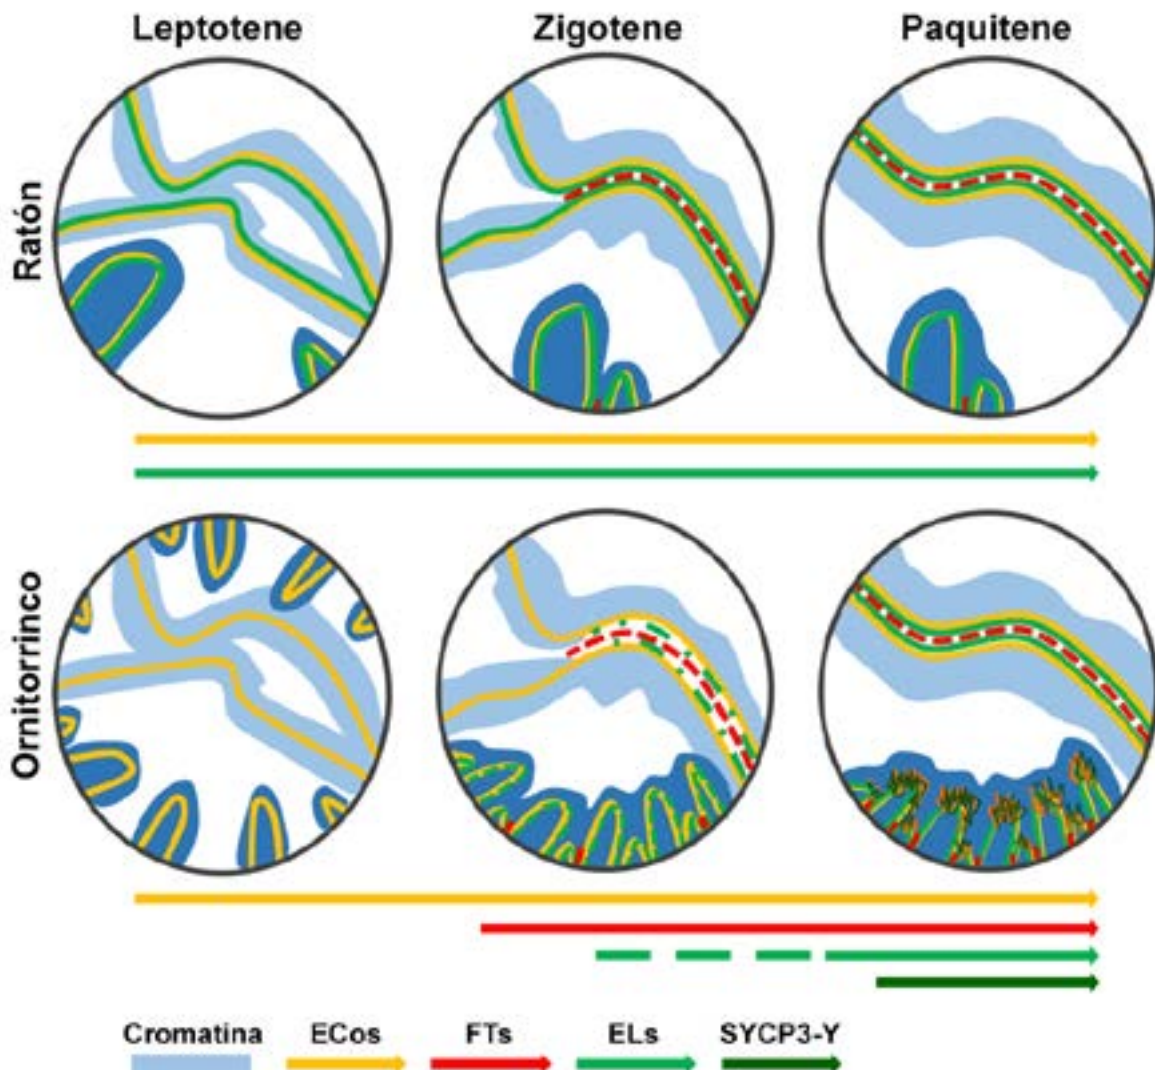 Leptotene Zigotene Paquitene
Ratón
Ornitorrinco
Cromatina ECos FTs ELs SYCP3-Y